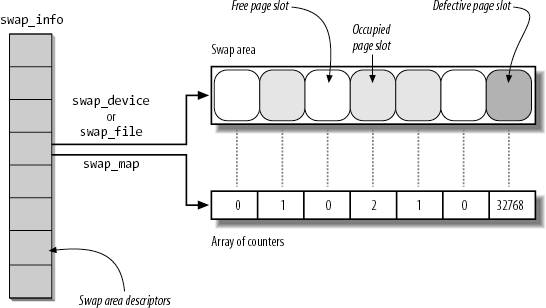 swap_info
Free page slot
Defective page slot
Occupied
page slot
Swap area
swap_device
or
swap_file
swap_map
0 1 0 2 1 0 32768
Array of counters
Swap area descriptors